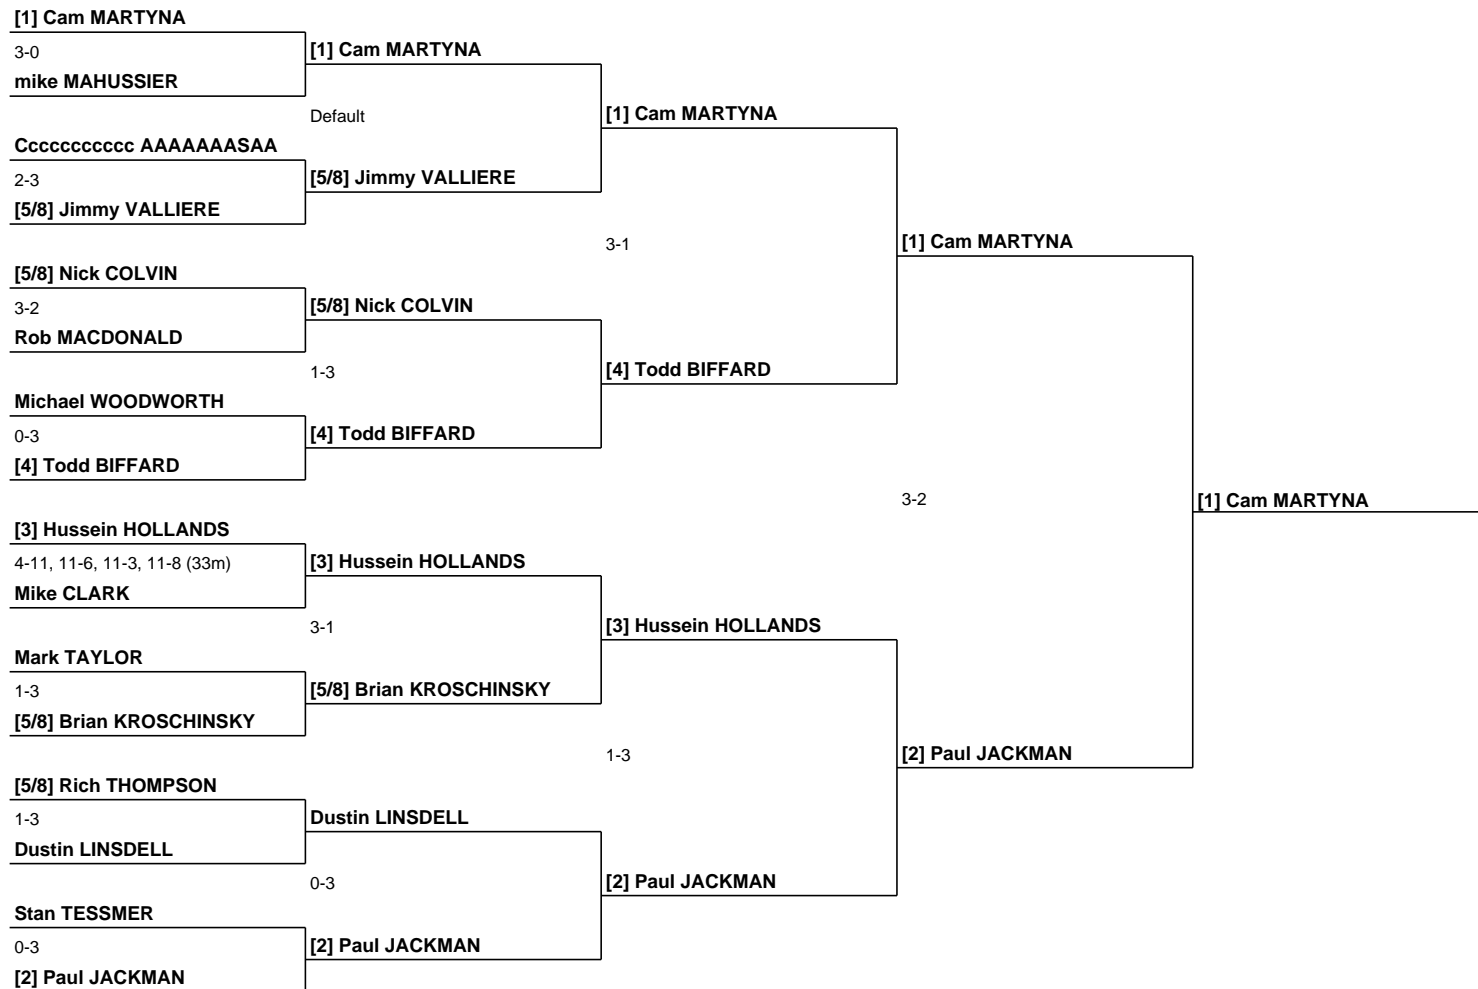 [1] Cam MARTYNA
3-0
mike MAHUSSIER
Cccccccccccc AAAAAAASAA
2-3
[5/8] Jimmy VALLIERE
[5/8] Nick COLVIN
3-2
Rob MACDONALD
Michael WOODWORTH
0-3
[4] Todd BIFFARD
[3] Hussein HOLLANDS
4-11, 11-6, 11-3, 11-8 (33m)
Mike CLARK
Mark TAYLOR
1-3
[5/8] Brian KROSCHINSKY
[5/8] Rich THOMPSON
1-3
Dustin LINSDELL
Stan TESSMER
0-3
[2] Paul JACKMAN
[1] Cam MARTYNA
Default
[5/8] Jimmy VALLIERE
[5/8] Nick COLVIN
1-3
[4] Todd BIFFARD
[3] Hussein HOLLANDS
3-1
[5/8] Brian KROSCHINSKY
Dustin LINSDELL
0-3
[2] Paul JACKMAN
[1] Cam MARTYNA
3-1
[4] Todd BIFFARD
[3] Hussein HOLLANDS
1-3
[2] Paul JACKMAN
[1] Cam MARTYNA
3-2
[2] Paul JACKMAN
[1] Cam MARTYNA